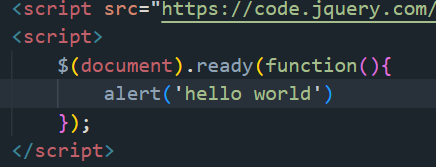 <script src="https://code.jquery.com/
<script>
$(document).ready(function(){
alert('hello world')
});
</script>